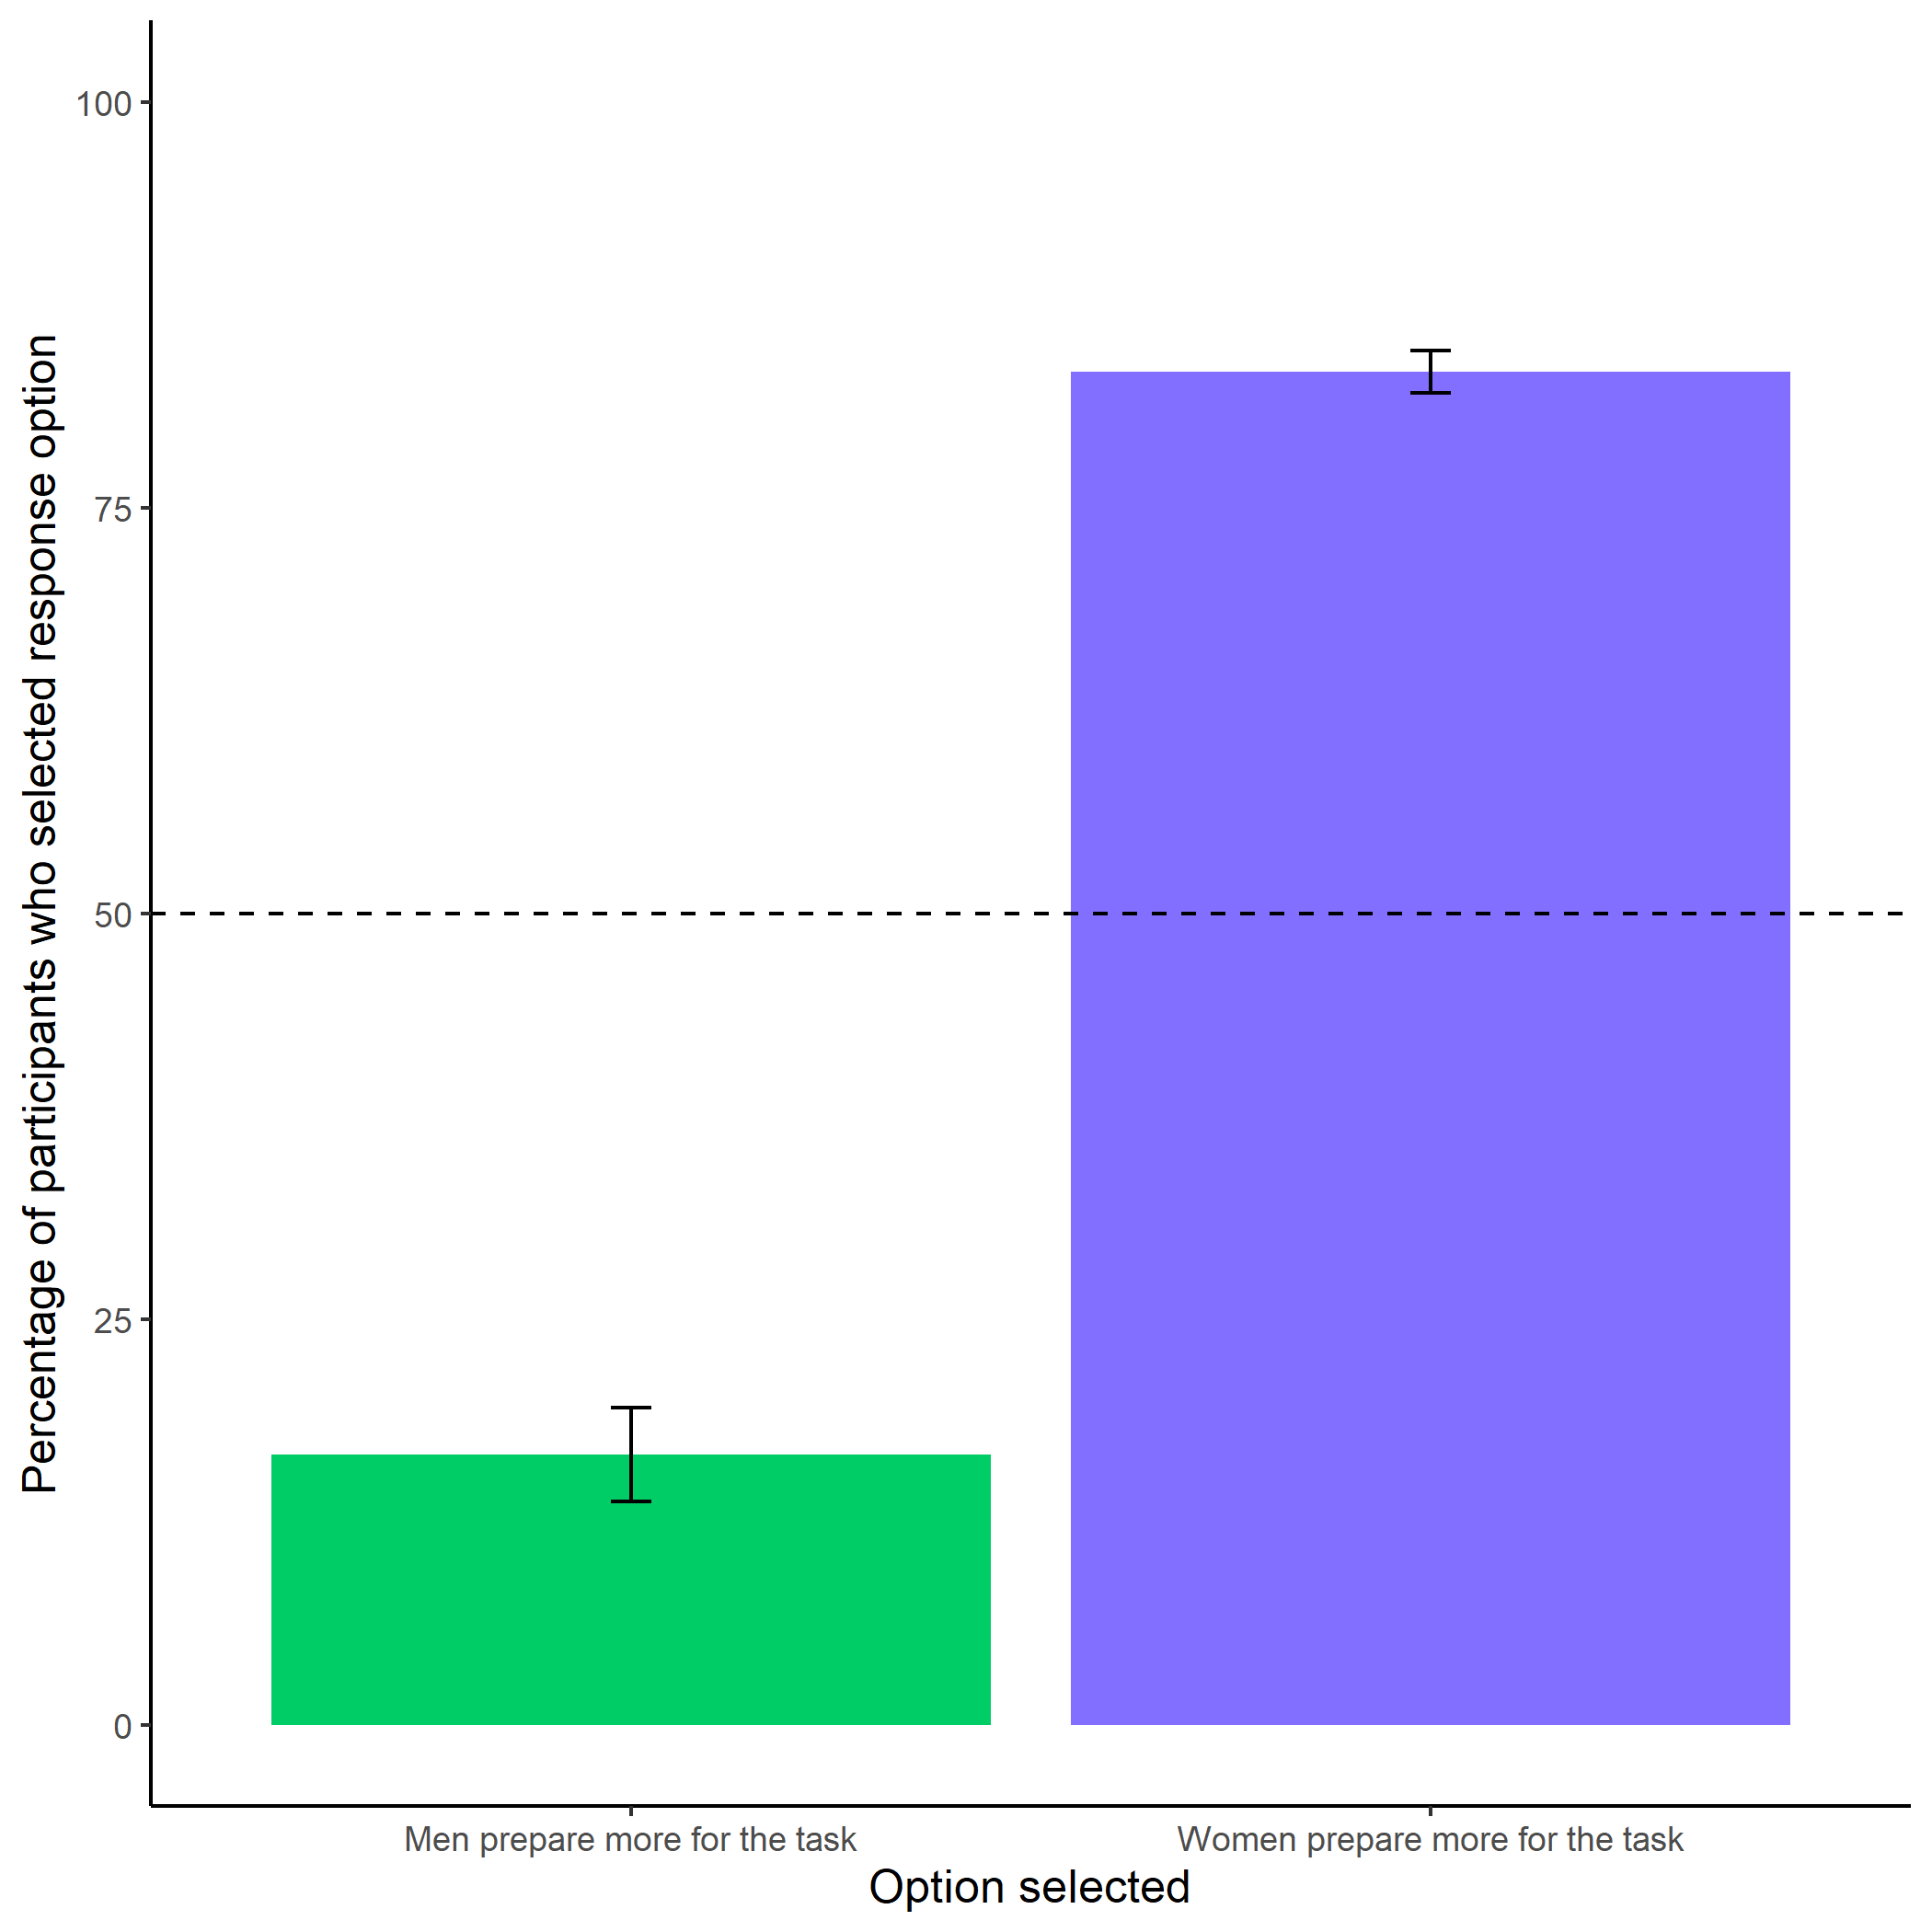 Percentage of participants who selected response option
100
75
50
25
0
Men prepare more for the task
Women prepare more for the task
Option selected